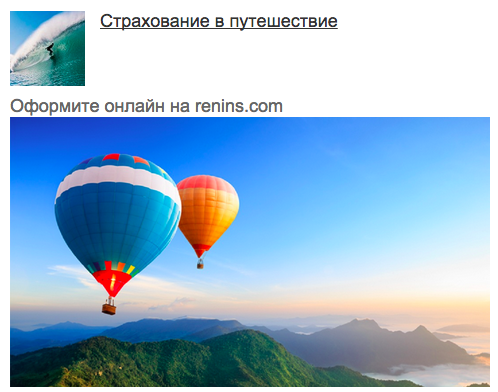 Страхование в путешествие
Оформите онлайн на renins.com